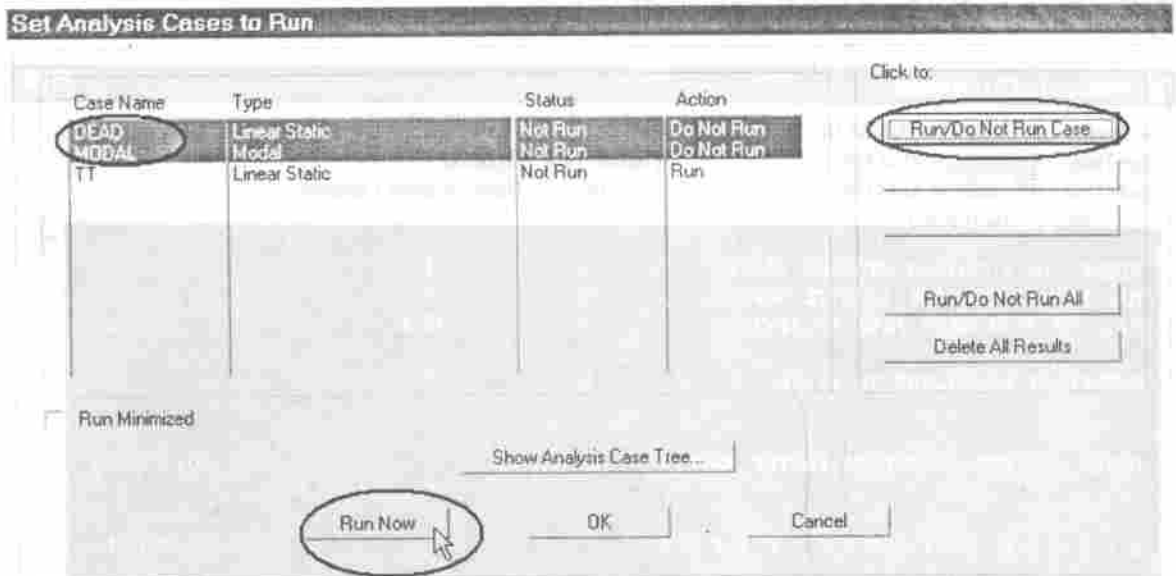 Set Analysis Cases to Run
Click to:
Case Name Type Status Action
DEAD Linear Static Not Run Do Not Run
MODAL Modal Not Run Do Not Run
TT Linear Static Not Run Run
Run/Do Not Run Case
Run/Do Not Run All
Delete All Results
Run Minimized
Show Analysis Case Tree...
Run Now OK Cancel